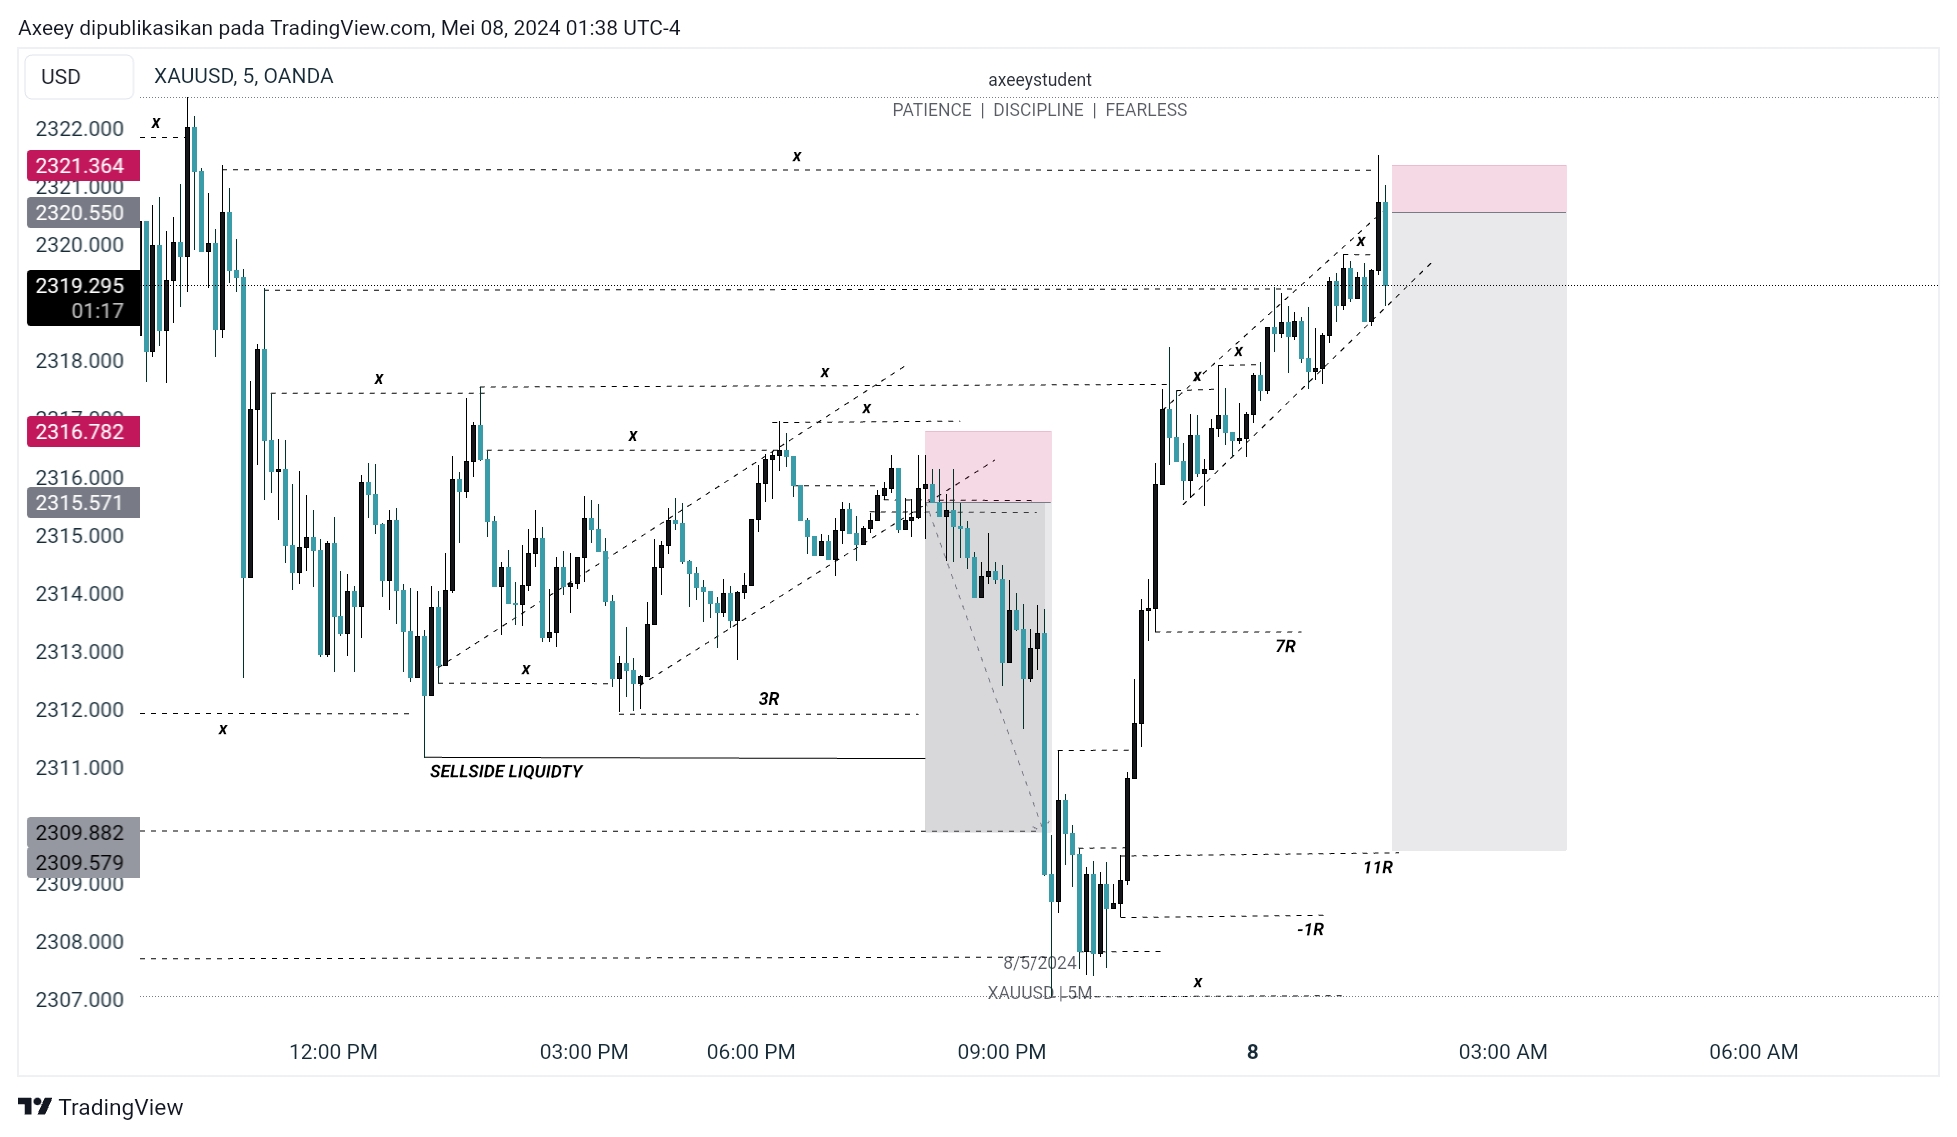 Axeey dipublikasikan pada TradingView.com, Mei 08, 2024 01:38 UTC-4
USD
XAUUSD, 5, OANDA
axeeystudent
PATIENCE | DISCIPLINE | FEARLESS
2322.000
x
x
2321.364
2321.000
2320.550
2320.000
x
2319.295
01:17
2318.000
x
x
x
x
x
2317.000
2316.782
x
2316.000
2315.571
2315.000
2314.000
2313.000
7R
x
3R
2312.000
x
2311.000
SELLSIDE LIQUIDTY
2309.882
2309.579
11R
2309.000
-1R
2308.000
8/5/2024
x
XAUUSD | 5M
2307.000
12:00 PM
03:00 PM
06:00 PM
09:00 PM
8
03:00 AM
06:00 AM
TradingView